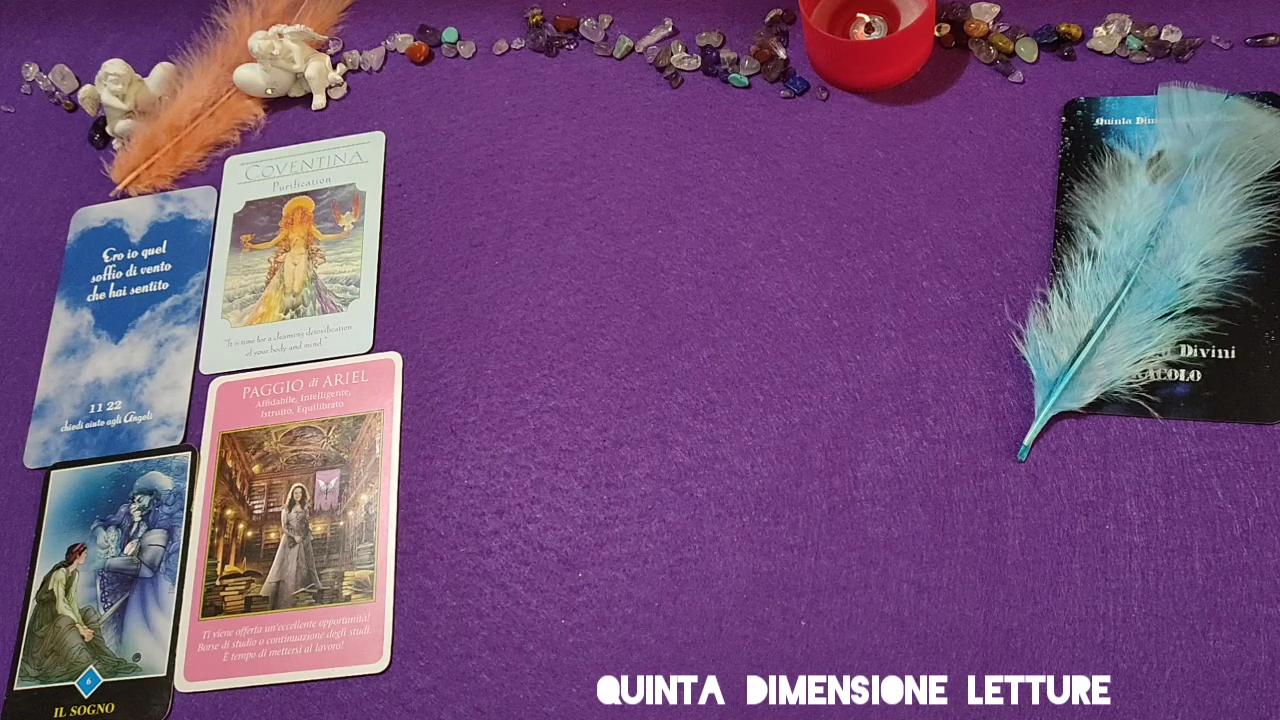 COVENTINA
Purification
"It is time for a cleansing detoxification
of your body and mind."
Ero io quel
soffio di vento
che hai sentito
11 22
chiedi aiuto agli Angeli
PAGGIO di ARIEL
Affidabile, Intelligente,
Istruito, Equilibrato
Ti viene offerta un'eccellente opportunità!
Borse di studio o continuazione degli studi.
È tempo di mettersi al lavoro!
6
IL SOGNO
Quinta
Divini
QUINTA DIMENSIONE LETTURE